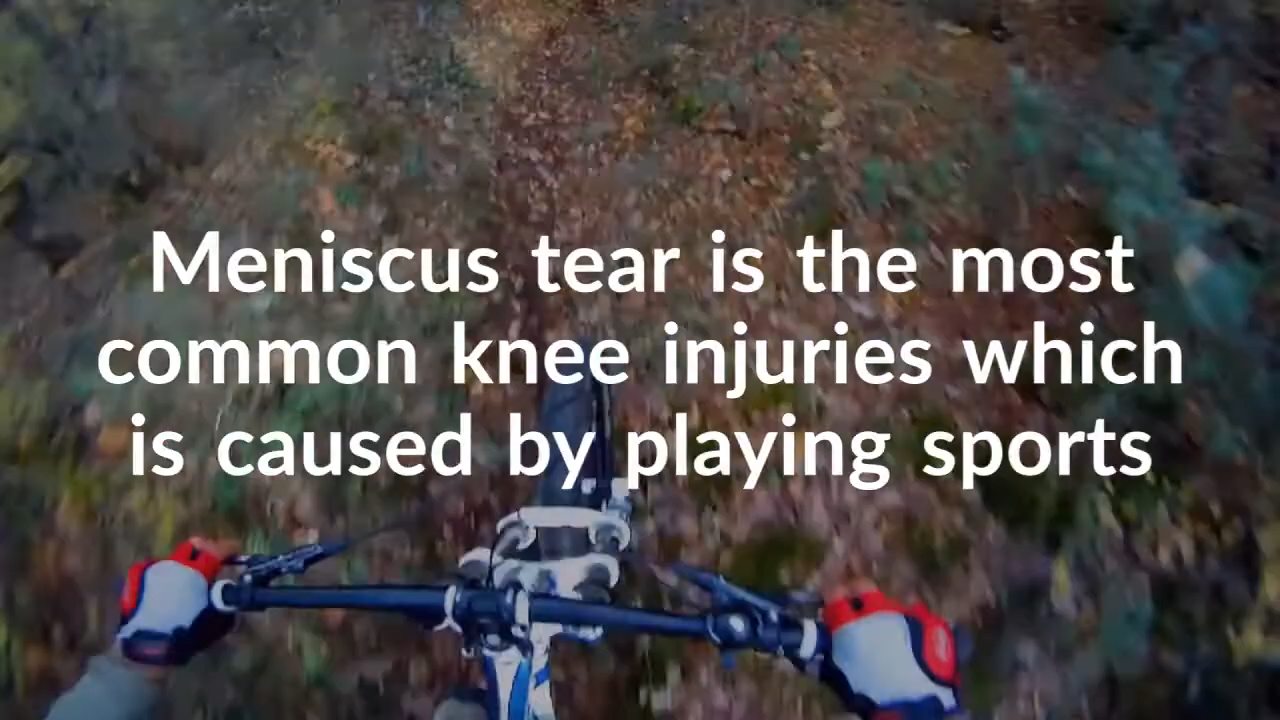 Meniscus tear is the most
common knee injuries which
is caused by playing sports